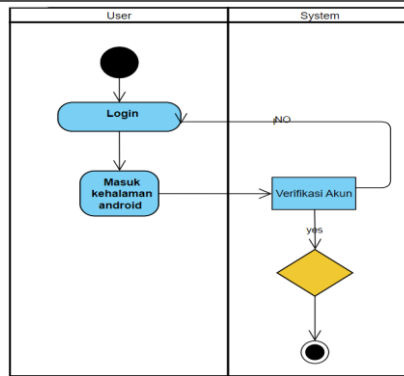 User
System
Login
NO
Masuk
kehalaman
android
Verifikasi Akun
yes